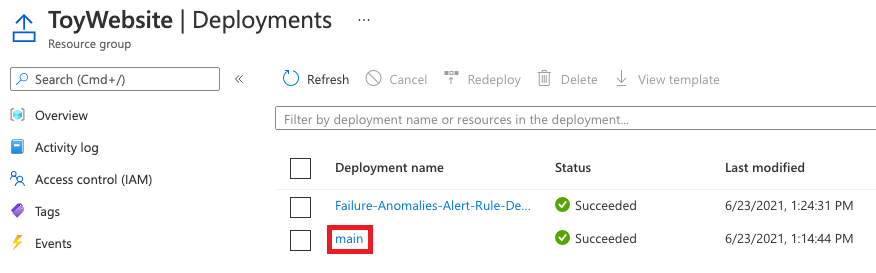 ToyWebsite | Deployments ...
Resource group
Search (Cmd+/) «
Refresh Cancel Redeploy Delete View template
Overview
Activity log
Access control (IAM)
Tags
Events
Filter by deployment name or resources in the deployment...
Deployment name Status Last modified
Failure-Anomalies-Alert-Rule-De... Succeeded 6/23/2021, 1:24:31 PM
main Succeeded 6/23/2021, 1:14:44 PM